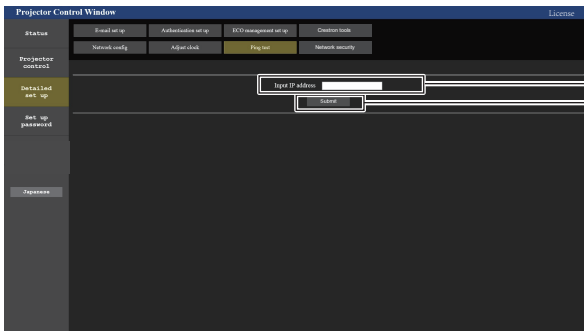 Projector Control Window
License
Status
E-mail set up
Authentication set up
ECO management set up
Crestron tools
Network config
Adjust clock
Ping test
Network security
Projector
control
Detailed
set up
Set up
password
Japanese
Input IP address
Submit